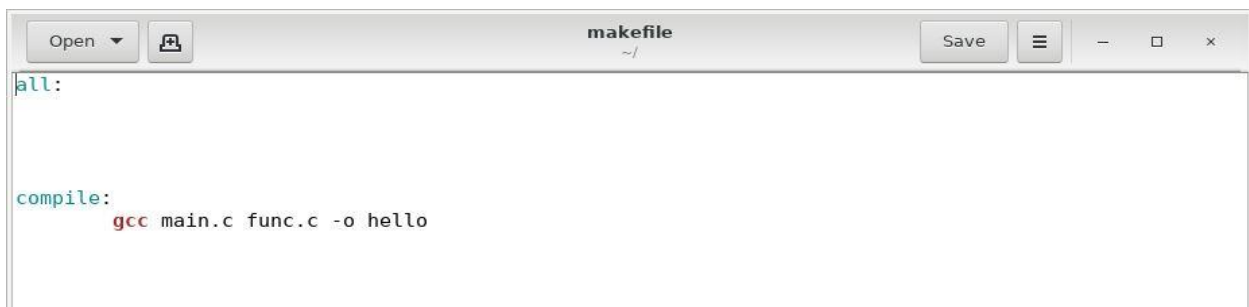 Open
makefile
~/
Save
all:
compile:
gcc main.c func.c -o hello